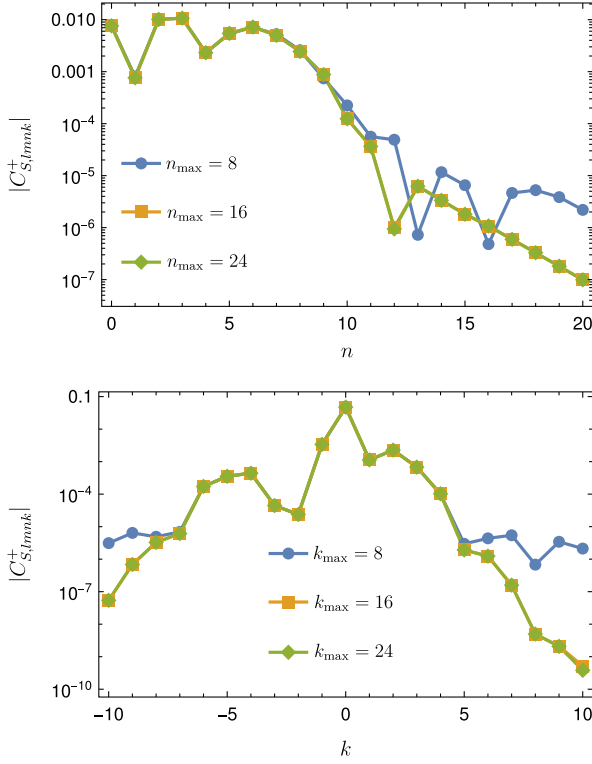 0.010
0.001
10⁻⁴
10⁻⁵
10⁻⁶
10⁻⁷
|C⁺_{S,lmnk}|
n_max = 8
n_max = 16
n_max = 24
0 5 10 15 20
n
0.1
10⁻⁴
10⁻⁷
10⁻¹⁰
|C⁺_{S,lmnk}|
k_max = 8
k_max = 16
k_max = 24
−10 −5 0 5 10
k